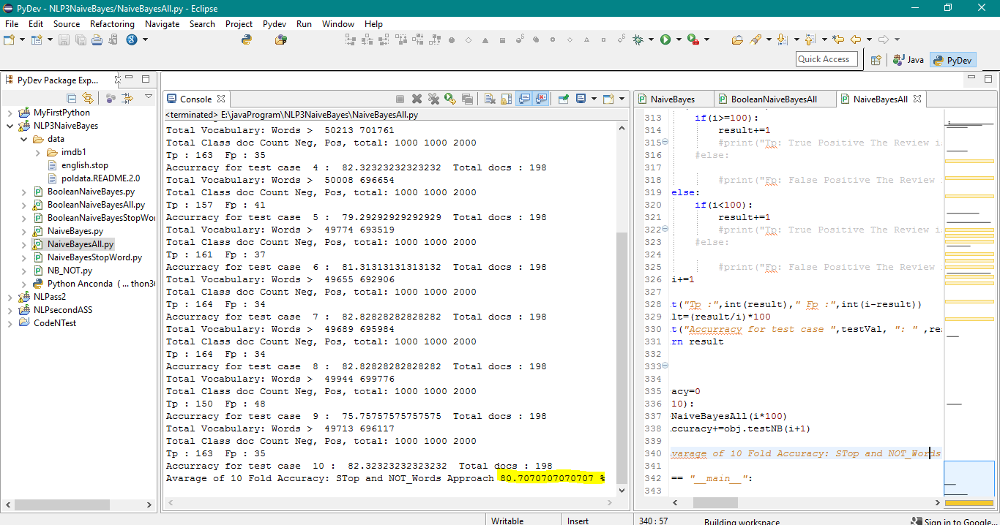 PyDev - NLP3NaiveBayes/NaiveBayesAll.py - Eclipse
File Edit Source Refactoring Navigate Search Project Pydev Run Window Help
Quick Access
Java
PyDev
PyDev Package Exp...
MyFirstPython
NLP3NaiveBayes
data
imdb1
english.stop
poldata.README.2.0
BooleanNaiveBayes.py
BooleanNaiveBayesAll.py
BooleanNaiveBayesStopWor
NaiveBayes.py
NaiveBayesAll.py
NaiveBayesStopWord.py
NB_NOT.py
Python Anconda ( ... thon36
NLPass2
NLPsecondASS
CodeNTest
Console
<terminated> E:\javaProgram\NLP3NaiveBayes\NaiveBayesAll.py
Total Vocabulary: Words > 50213 701761
Total Class doc Count Neg, Pos, total: 1000 1000 2000
Tp : 163 Fp : 35
Accurracy for test case 4 : 82.32323232323232 Total docs : 198
Total Vocabulary: Words > 50008 696654
Total Class doc Count Neg, Pos, total: 1000 1000 2000
Tp : 157 Fp : 41
Accurracy for test case 5 : 79.29292929292929 Total docs : 198
Total Vocabulary: Words > 49774 693519
Total Class doc Count Neg, Pos, total: 1000 1000 2000
Tp : 161 Fp : 37
Accurracy for test case 6 : 81.31313131313132 Total docs : 198
Total Vocabulary: Words > 49655 692906
Total Class doc Count Neg, Pos, total: 1000 1000 2000
Tp : 164 Fp : 34
Accurracy for test case 7 : 82.82828282828282 Total docs : 198
Total Vocabulary: Words > 49689 695984
Total Class doc Count Neg, Pos, total: 1000 1000 2000
Tp : 164 Fp : 34
Accurracy for test case 8 : 82.82828282828282 Total docs : 198
Total Vocabulary: Words > 49944 699776
Total Class doc Count Neg, Pos, total: 1000 1000 2000
Tp : 150 Fp : 48
Accurracy for test case 9 : 75.75757575757575 Total docs : 198
Total Vocabulary: Words > 49713 696117
Total Class doc Count Neg, Pos, total: 1000 1000 2000
Tp : 163 Fp : 35
Accurracy for test case 10 : 82.32323232323232 Total docs : 198
Avarage of 10 Fold Accuracy: STop and NOT_Words Approach 80.7070707070707 %
NaiveBayes
BooleanNaiveBayesAll
NaiveBayesAll
313 if(i>=100):
314 result+=1
315 #print("Tp: True Positive The Review i
316 #else:
317
318 #print("Fp: False Positive The Review
319 else:
320 if(i<100):
321 result+=1
322 #print("Tp: True Positive The Review i
323 #else:
324
325 #print("Fp: False Positive The Review
326 i+=1
327
328 t("Tp :",int(result)," Fp :",int(i-result))
329 lt=(result/i)*100
330 t("Accurracy for test case ",testVal, ": " ,re
331 rn result
332
333
334
335 acy=0
336 10):
337 NaiveBayesAll(i*100)
338 ccuracy+=obj.testNB(i+1)
339
340 varage of 10 Fold Accuracy: STop and NOT_Words
341
342 == "__main__":
343
Writable
Insert
340 : 57
Building workspace
Sign in to Google...